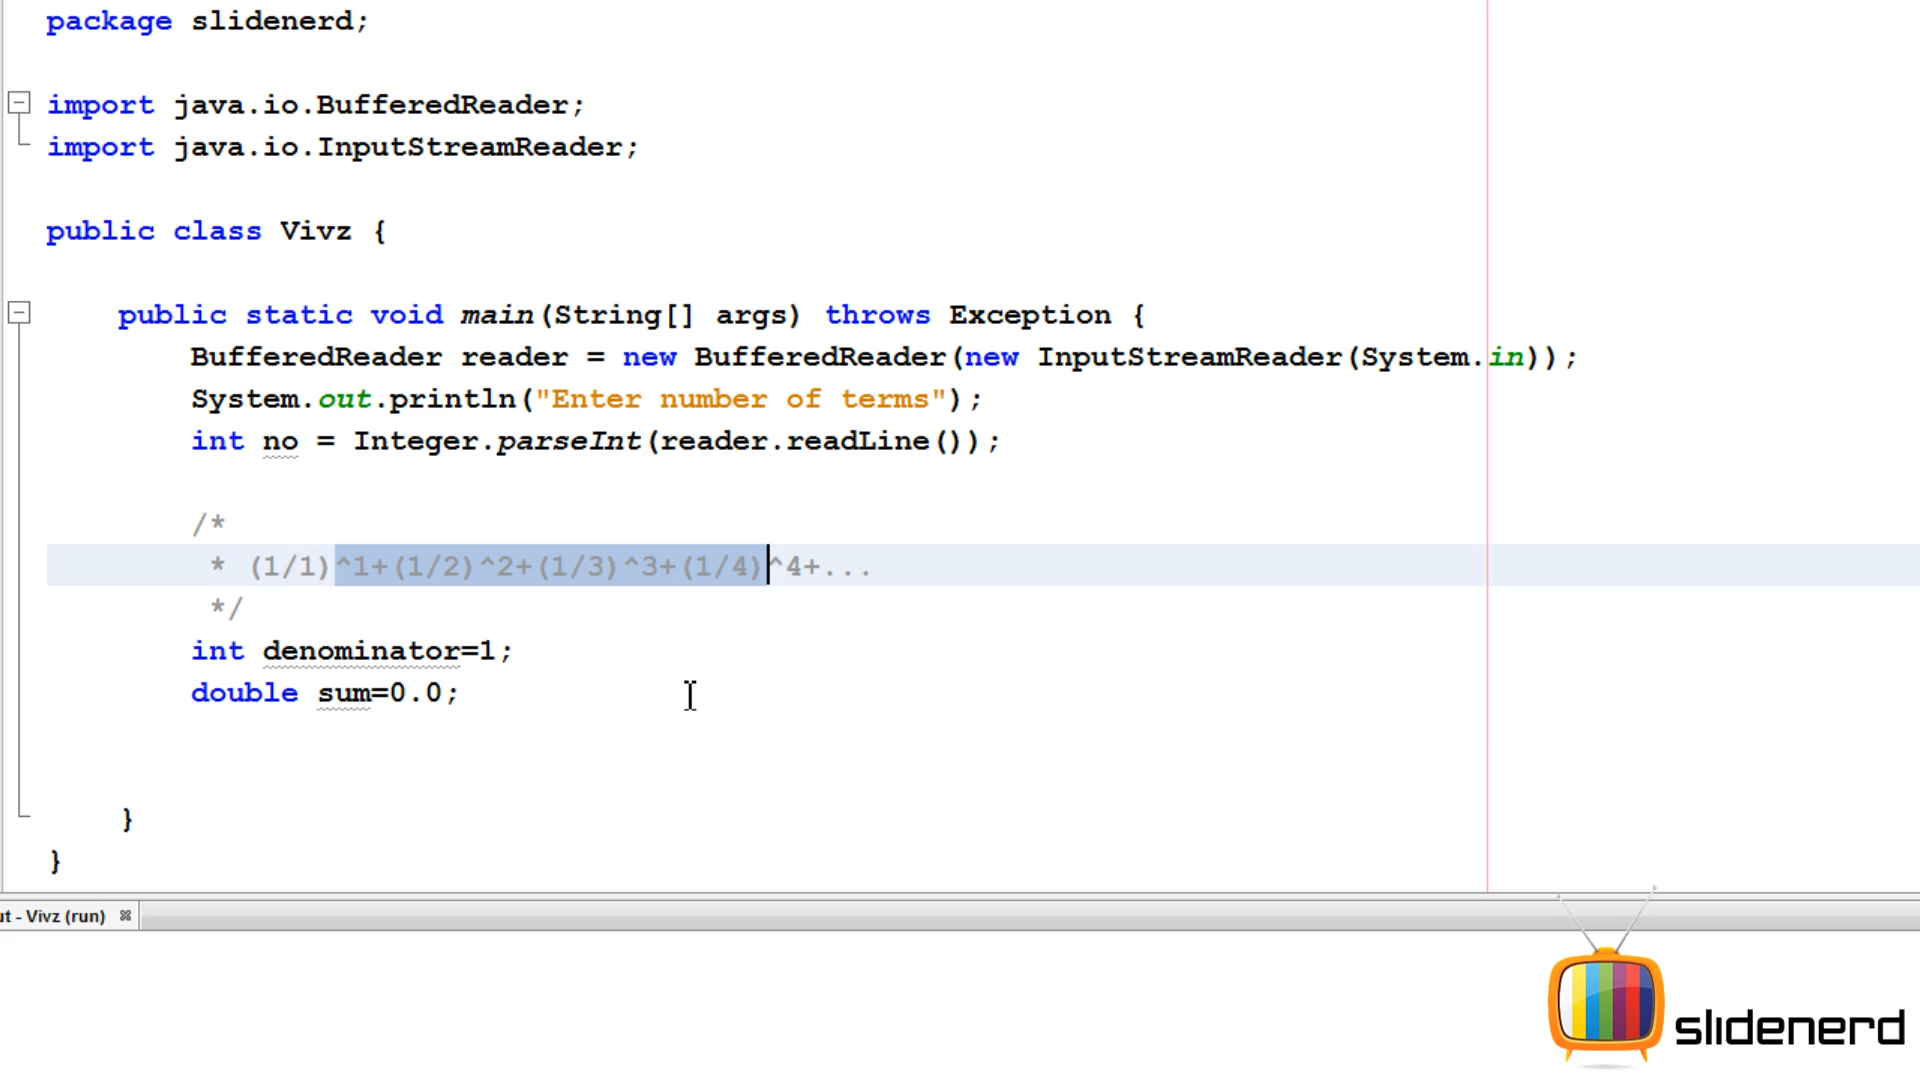 package slidenerd;
import java.io.BufferedReader;
import java.io.InputStreamReader;
public class Vivz {
public static void main(String[] args) throws Exception {
BufferedReader reader = new BufferedReader(new InputStreamReader(System.in));
System.out.println("Enter number of terms");
int no = Integer.parseInt(reader.readLine());
/*
* (1/1)^1+(1/2)^2+(1/3)^3+(1/4)^4+...
*/
int denominator=1;
double sum=0.0;
}
}
ut - Vivz (run)
slidenerd